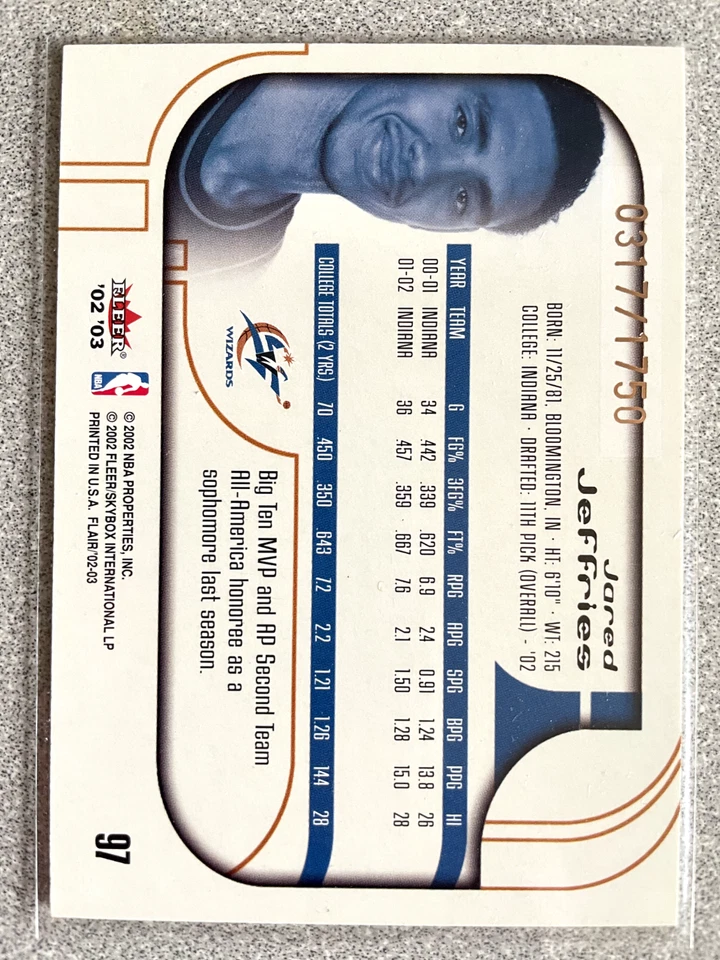 0317/1750
Jared
Jeffries
BORN: 11/25/81, BLOOMINGTON, IN · HT: 6'10" · WT: 215
COLLEGE: INDIANA · DRAFTED: 11TH PICK (OVERALL) - '02
YEAR TEAM G FG% 3FG% FT% RPG APG SPG BPG PPG HI
00-01 INDIANA 34 .442 .339 .620 6.9 2.4 0.91 1.24 13.8 26
01-02 INDIANA 36 .457 .359 .667 7.6 2.1 1.50 1.28 15.0 28
COLLEGE TOTALS (2 YRS.) 70 .450 .350 .643 7.2 2.2 1.21 1.26 14.4 28
WIZARDS
Big Ten MVP and AP Second Team
All-America honoree as a
sophomore last season.
FLEER®
'02 '03
NBA
© 2002 NBA PROPERTIES, INC.
© 2002 FLEER/SKYBOX INTERNATIONAL LP
PRINTED IN U.S.A. FLAIR/02-03
97